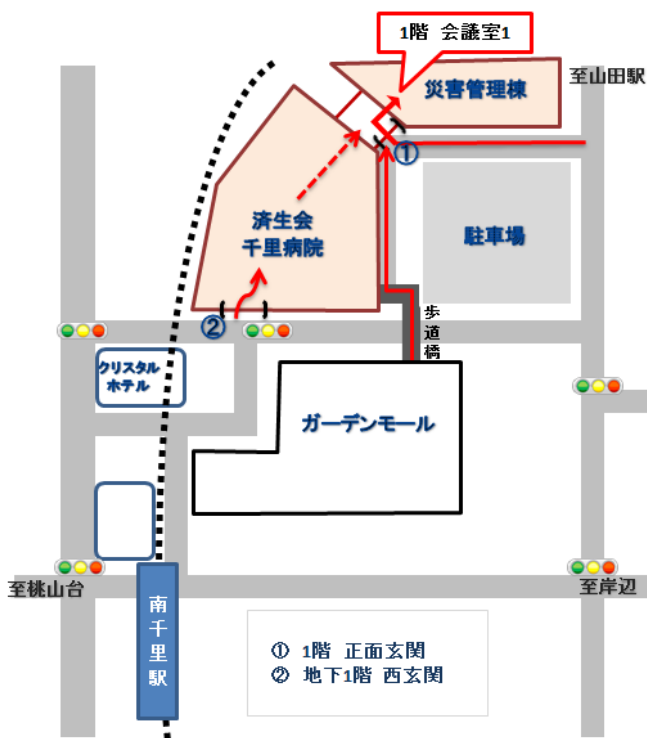 1階 会議室1
災害管理棟
至山田駅
①
済生会
千里病院
駐車場
②
歩道橋
クリスタル
ホテル
ガーデンモール
至桃山台
至岸辺
南千里駅
① 1階 正面玄関
② 地下1階 西玄関